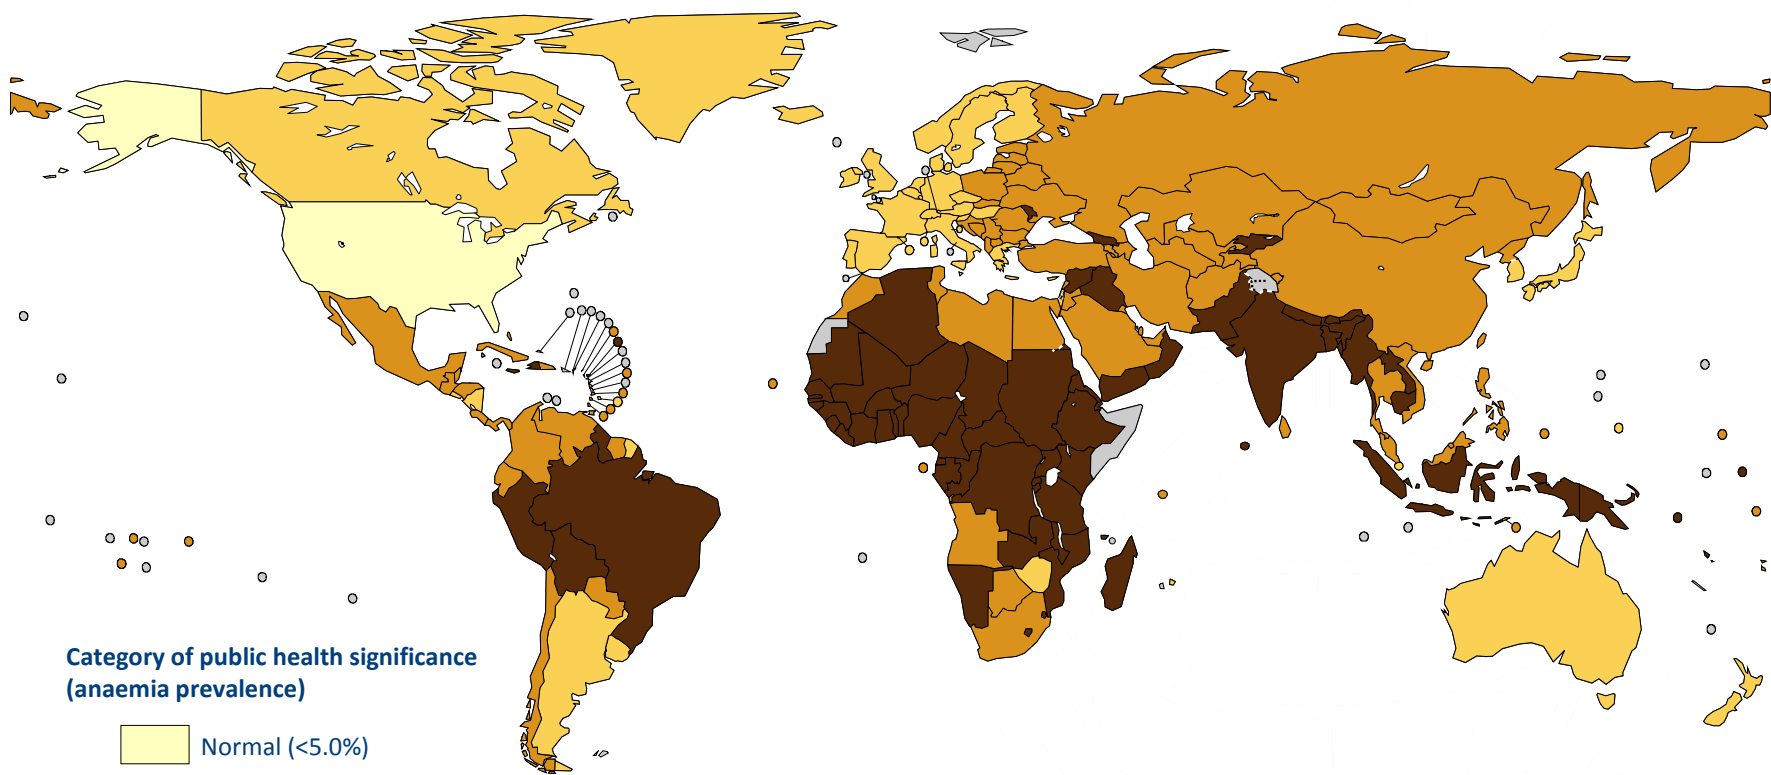 Category of public health significance
(anaemia prevalence)
Normal (<5.0%)